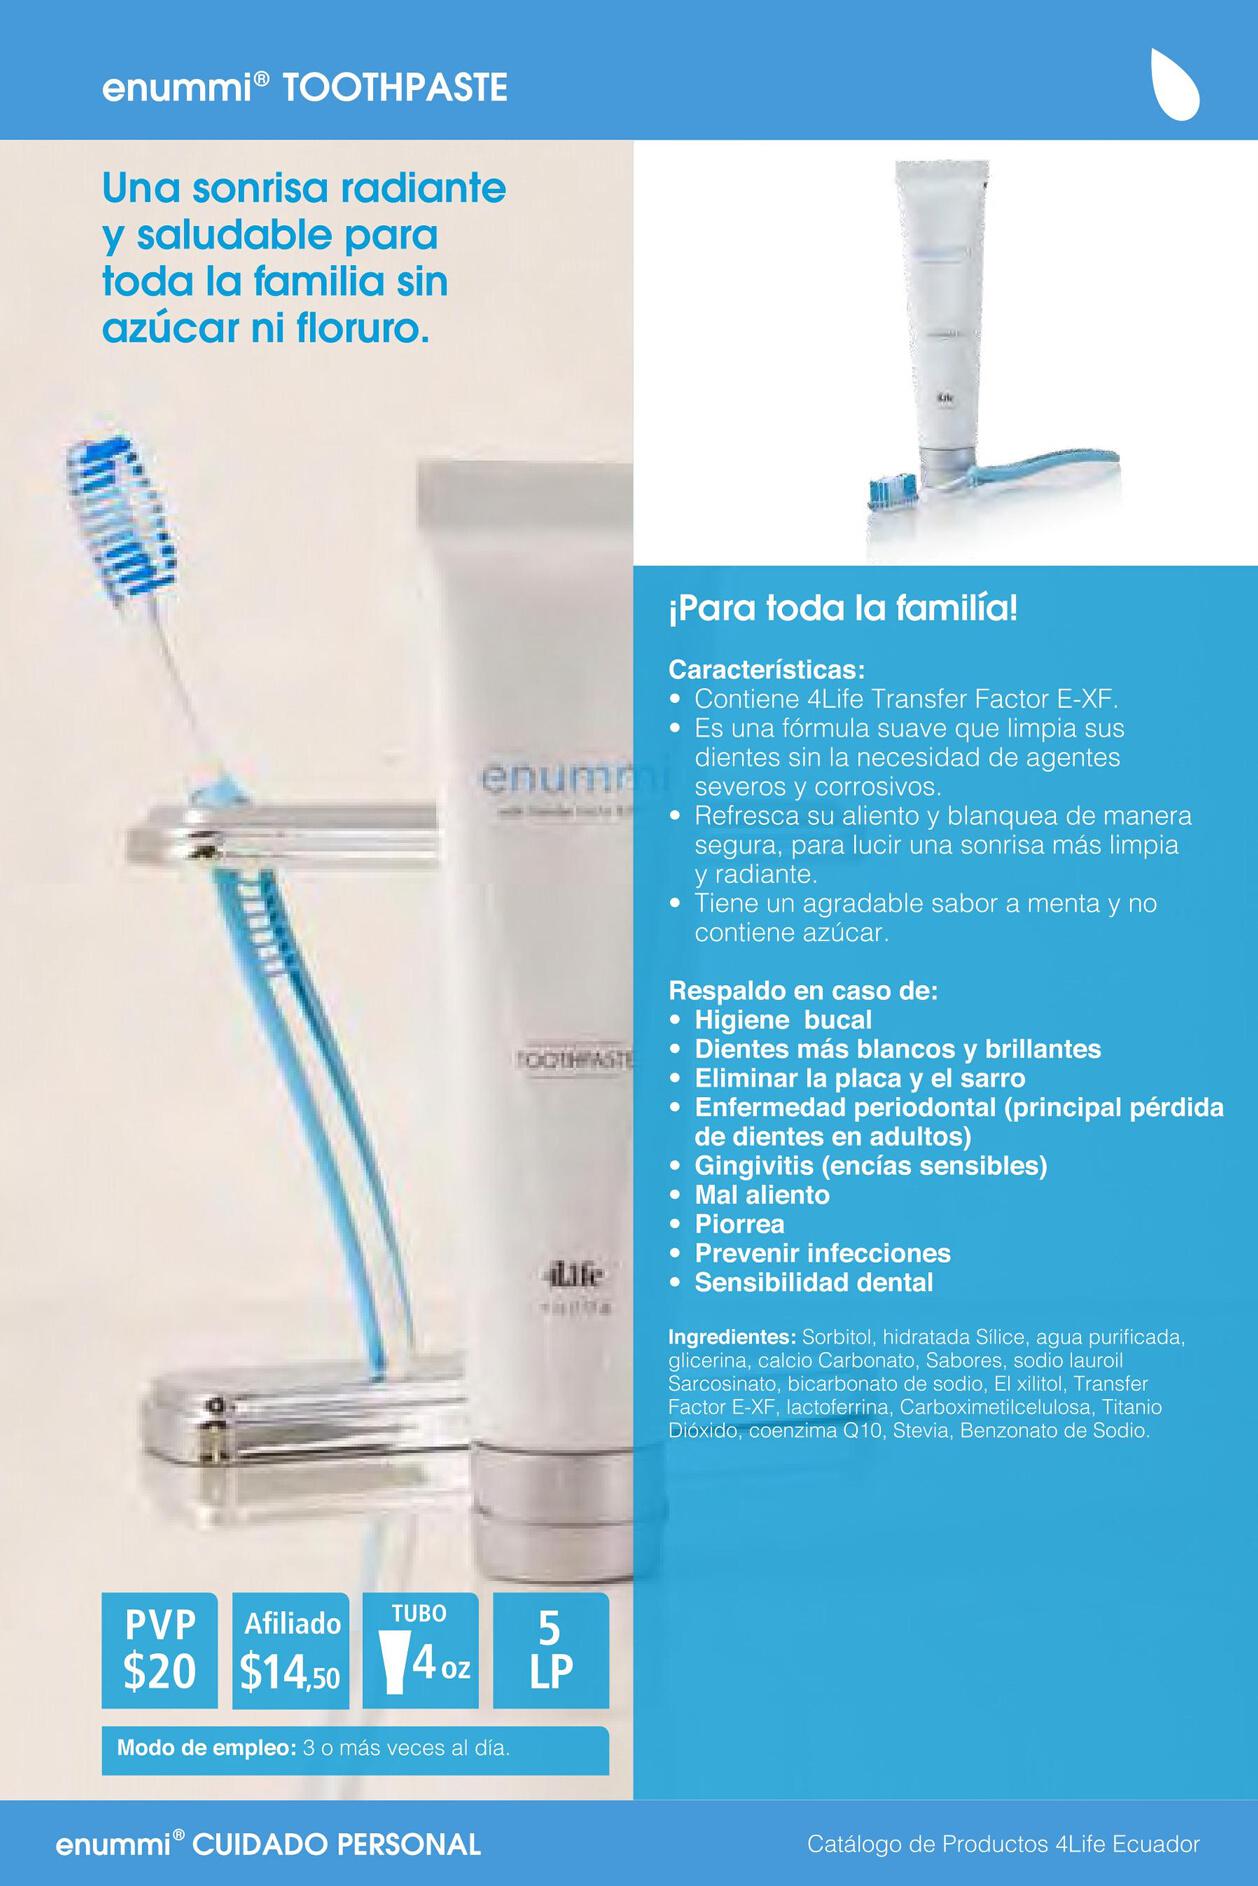 enummi® TOOTHPASTE
Una sonrisa radiante
y saludable para
toda la familia sin
azúcar ni floruro.
4Life
enummi
TOOTHPASTE
4Life
¡Para toda la familía!
Características:
• Contiene 4Life Transfer Factor E-XF.
• Es una fórmula suave que limpia sus
dientes sin la necesidad de agentes
severos y corrosivos.
• Refresca su aliento y blanquea de manera
segura, para lucir una sonrisa más limpia
y radiante.
• Tiene un agradable sabor a menta y no
contiene azúcar.
Respaldo en caso de:
• Higiene bucal
• Dientes más blancos y brillantes
• Eliminar la placa y el sarro
• Enfermedad periodontal (principal pérdida
de dientes en adultos)
• Gingivitis (encías sensibles)
• Mal aliento
• Piorrea
• Prevenir infecciones
• Sensibilidad dental
Ingredientes: Sorbitol, hidratada Sílice, agua purificada,
glicerina, calcio Carbonato, Sabores, sodio lauroil
Sarcosinato, bicarbonato de sodio, El xilitol, Transfer
Factor E-XF, lactoferrina, Carboximetilcelulosa, Titanio
Dióxido, coenzima Q10, Stevia, Benzonato de Sodio.
PVP
$20
Afiliado
$14,50
TUBO
4 oz
5
LP
Modo de empleo: 3 o más veces al día.
enummi® CUIDADO PERSONAL
Catálogo de Productos 4Life Ecuador